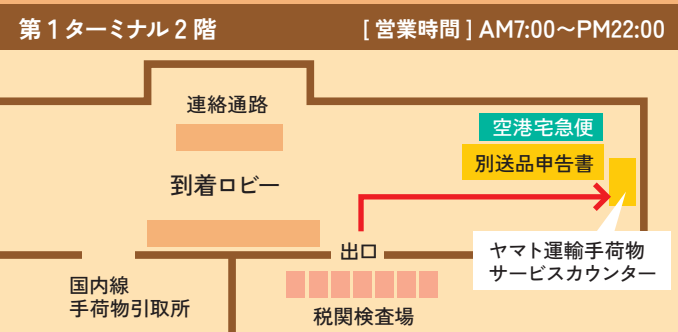 第1ターミナル2階
[ 営業時間 ] AM7:00〜PM22:00
連絡通路
空港宅急便
別送品申告書
到着ロビー
出口
ヤマト運輸手荷物
サービスカウンター
国内線
手荷物引取所
税関検査場